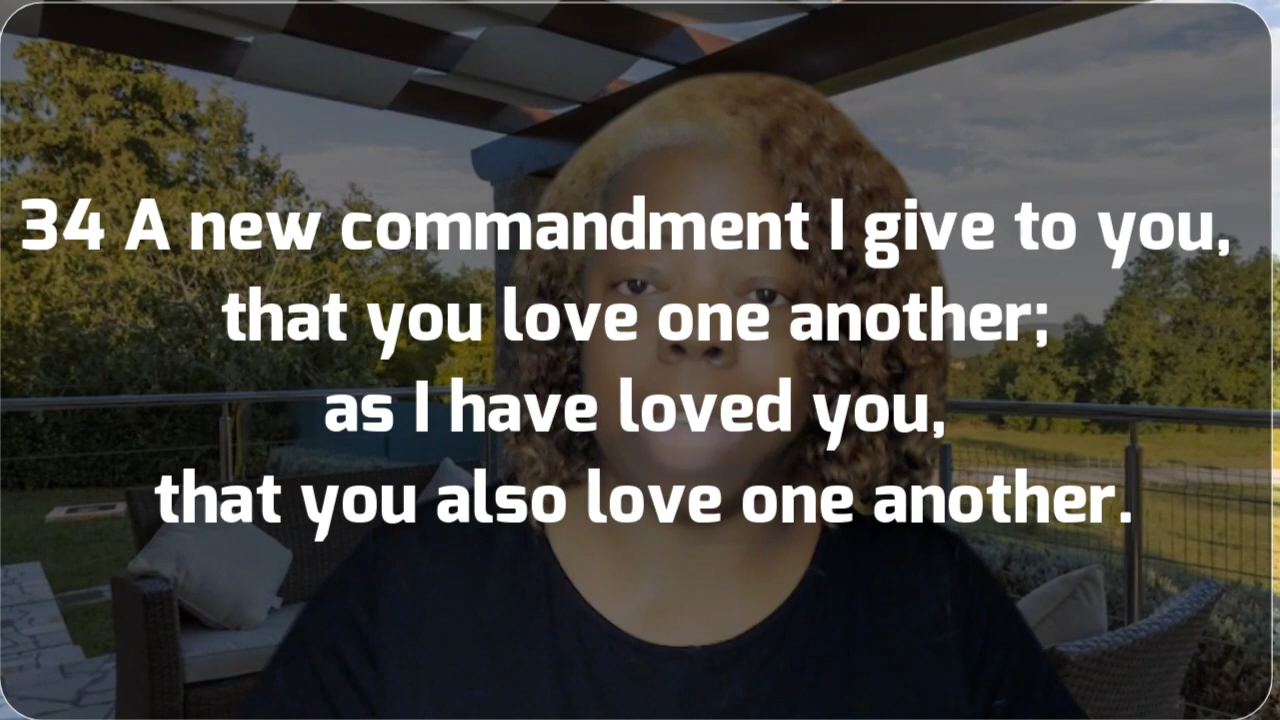 34 A new commandment I give to you,
that you love one another;
as I have loved you,
that you also love one another.